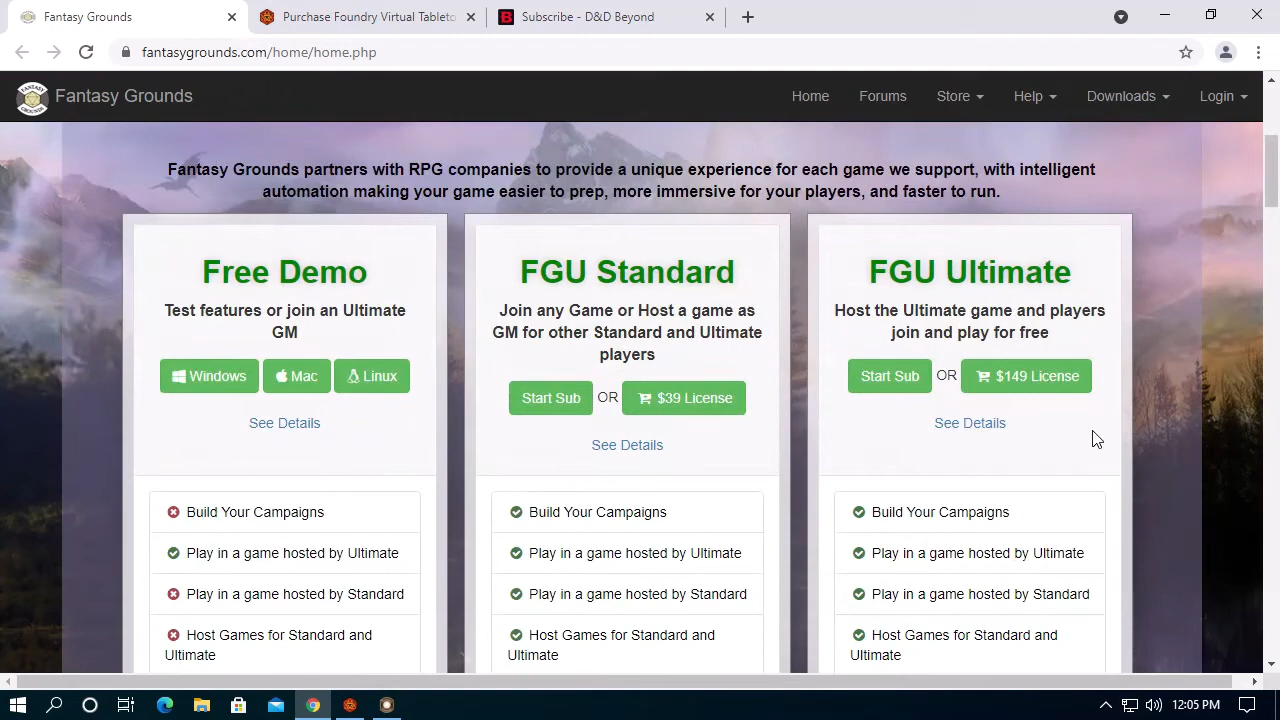 Fantasy Grounds
Purchase Foundry Virtual Tableto
Subscribe - D&D Beyond
fantasygrounds.com/home/home.php
FANTASY GROUNDS
Fantasy Grounds
Home
Forums
Store
Help
Downloads
Login
Fantasy Grounds partners with RPG companies to provide a unique experience for each game we support, with intelligent
automation making your game easier to prep, more immersive for your players, and faster to run.
Free Demo
Test features or join an Ultimate
GM
Windows
Mac
Linux
See Details
Build Your Campaigns
Play in a game hosted by Ultimate
Play in a game hosted by Standard
Host Games for Standard and
Ultimate
FGU Standard
Join any Game or Host a game as
GM for other Standard and Ultimate
players
Start Sub OR $39 License
See Details
Build Your Campaigns
Play in a game hosted by Ultimate
Play in a game hosted by Standard
Host Games for Standard and
Ultimate
FGU Ultimate
Host the Ultimate game and players
join and play for free
Start Sub OR $149 License
See Details
Build Your Campaigns
Play in a game hosted by Ultimate
Play in a game hosted by Standard
Host Games for Standard and
Ultimate
12:05 PM